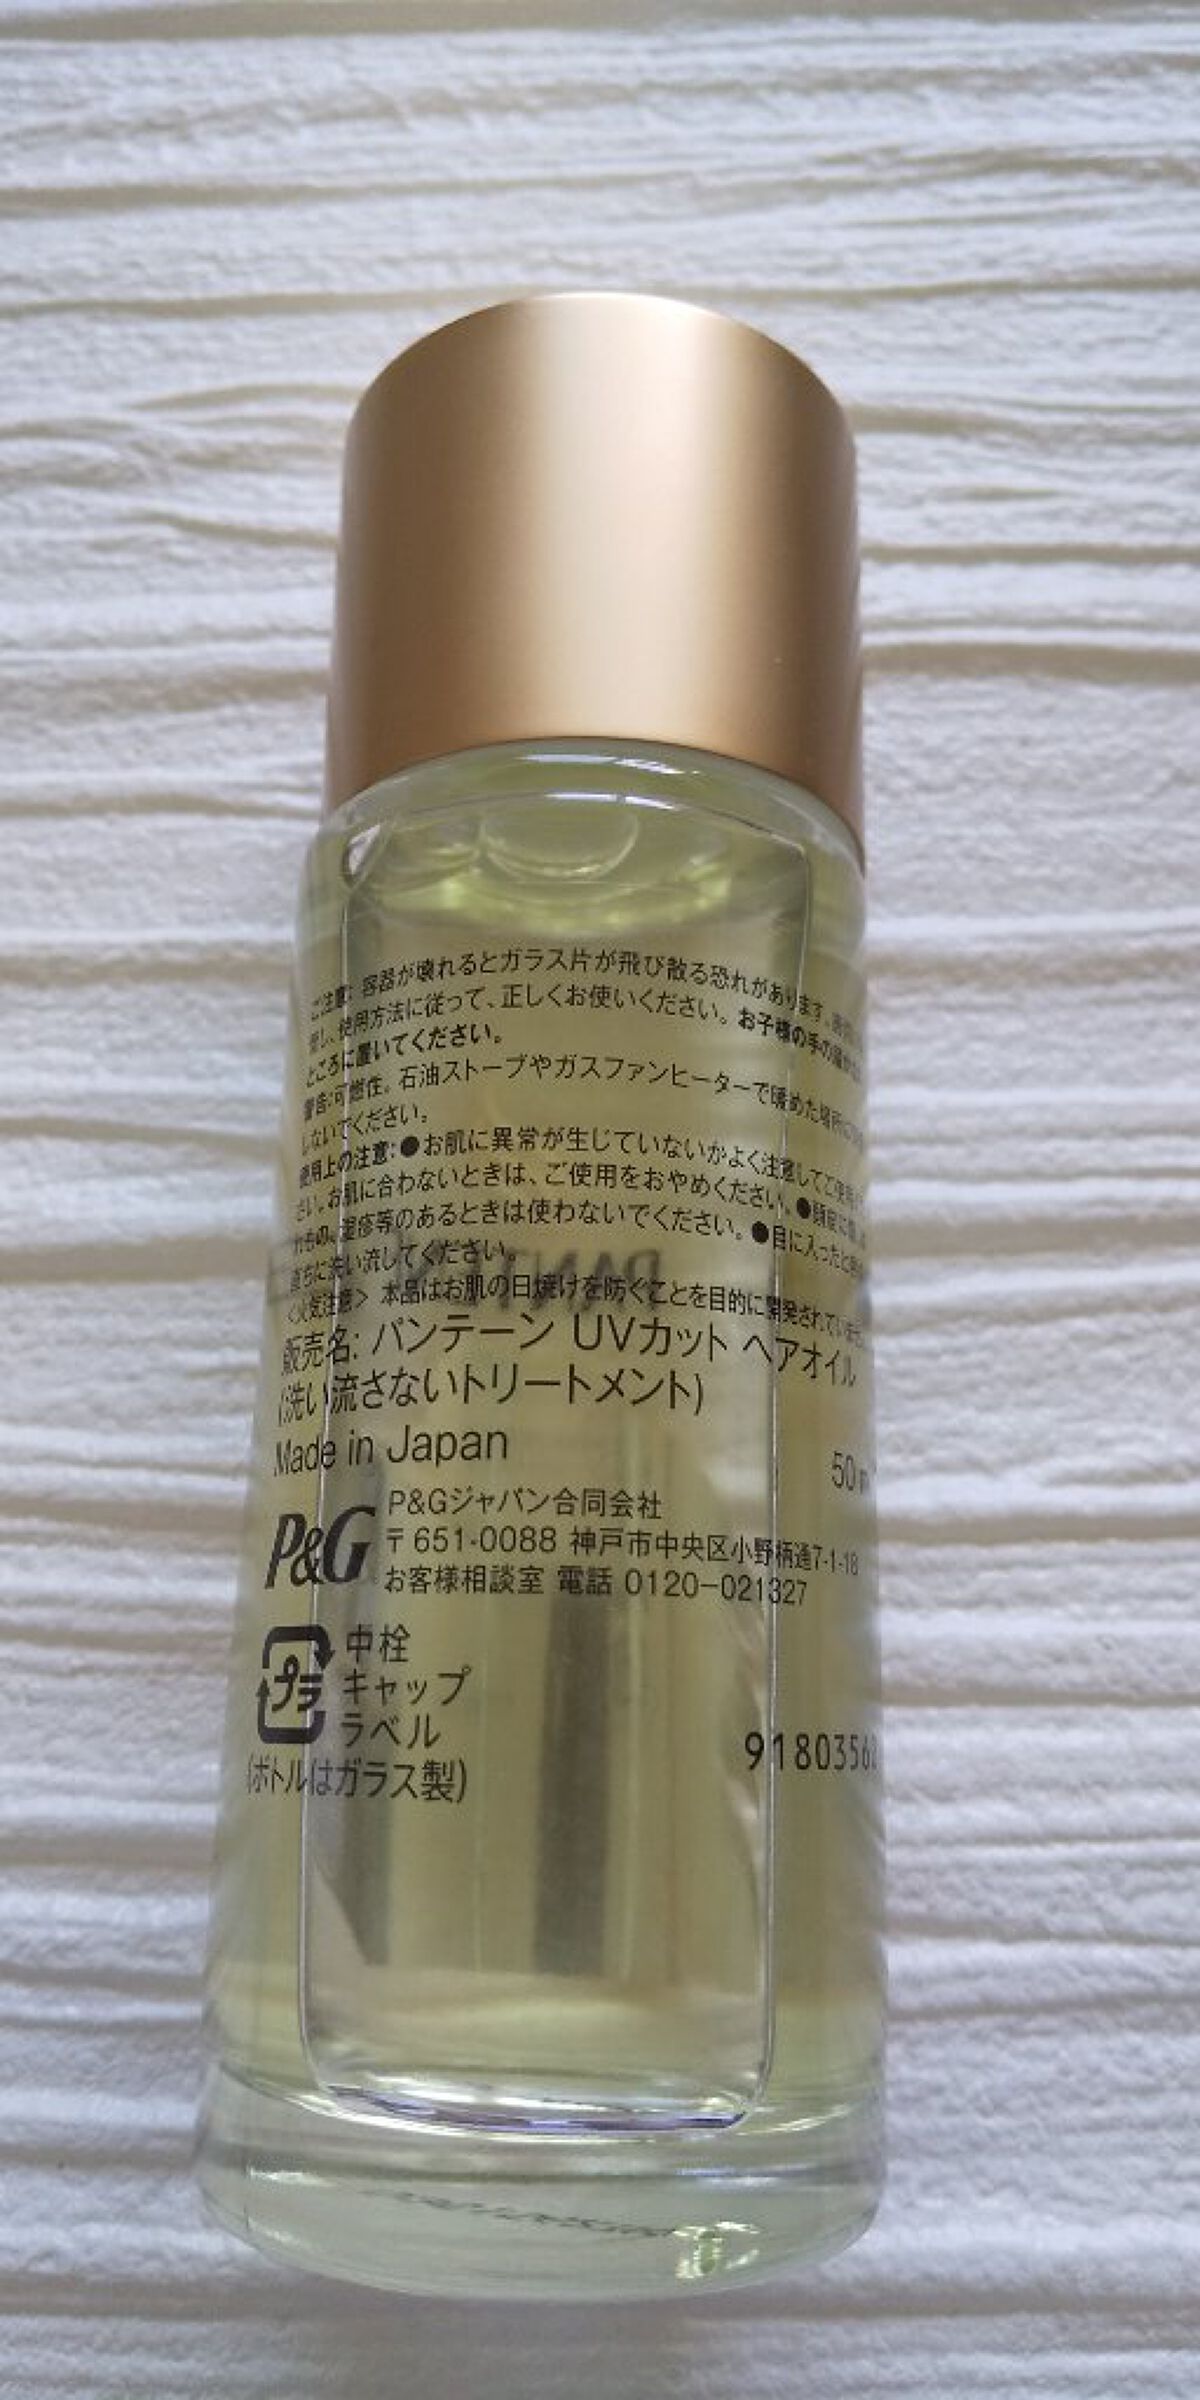 ご注意: 容器が壊れるとガラス片が飛び散る恐れがあります。
使用方法に従って、正しくお使いください。お子様の手の届かない
ところに置いてください。
警告:可燃性。石油ストーブやガスファンヒーターで暖めた場所
しないでください。
使用上の注意:●お肌に異常が生じていないかよく注意してご使用
さい。お肌に合わないときは、ご使用をおやめください。●頭皮に
れもの。湿疹等のあるときは使わないでください。●目に入ったとき
直ちに洗い流してください。
PANTE
<火気注意> 本品はお肌の日焼けを防ぐことを目的に開発されていません
販売名: パンテーン UVカット ヘアオイル
(洗い流さないトリートメント)
Made in Japan
50
P&G
P&Gジャパン合同会社
〒651-0088 神戸市中央区小野柄通7-1-18
お客様相談室 電話 0120-021327
プラ
中栓
キャップ
ラベル
(ボトルはガラス製)
9180356